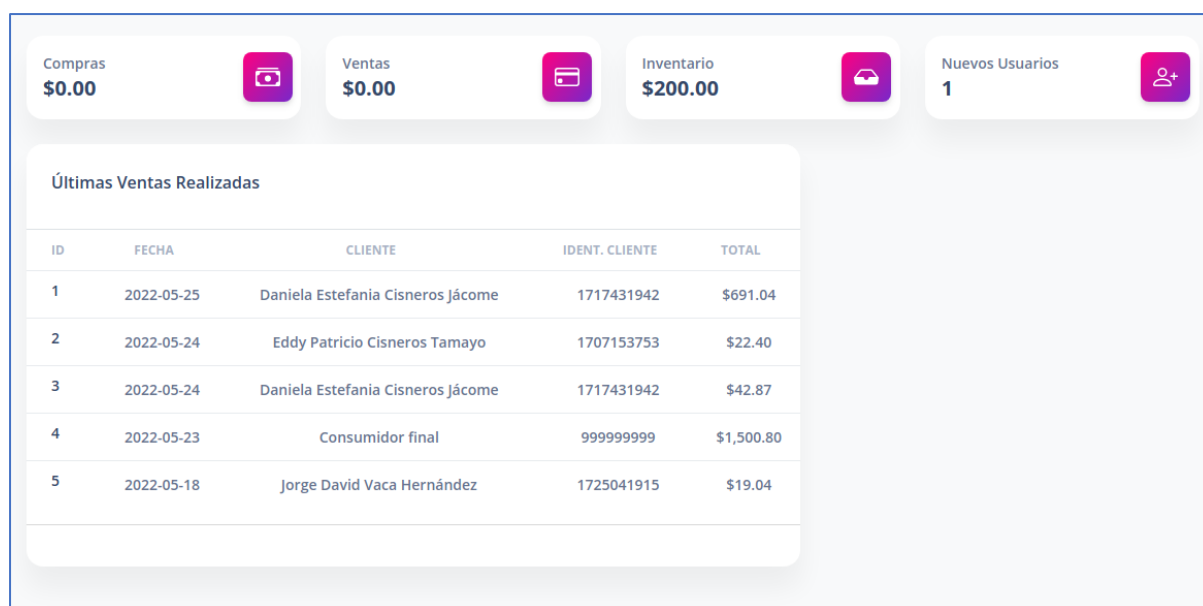 Compras Ventas Inventario Nuevos Usuarios
$0.00 $0.00 $200.00 1
Últimas Ventas Realizadas
ID FECHA CLIENTE IDENT. CLIENTE TOTAL
1 2022-05-25 Daniela Estefania Cisneros Jácome 1717431942 $691.04
2 2022-05-24 Eddy Patricio Cisneros Tamayo 1707153753 $22.40
3 2022-05-24 Daniela Estefania Cisneros Jácome 1717431942 $42.87
4 2022-05-23 Consumidor final 999999999 $1,500.80
5 2022-05-18 Jorge David Vaca Hernández 1725041915 $19.04